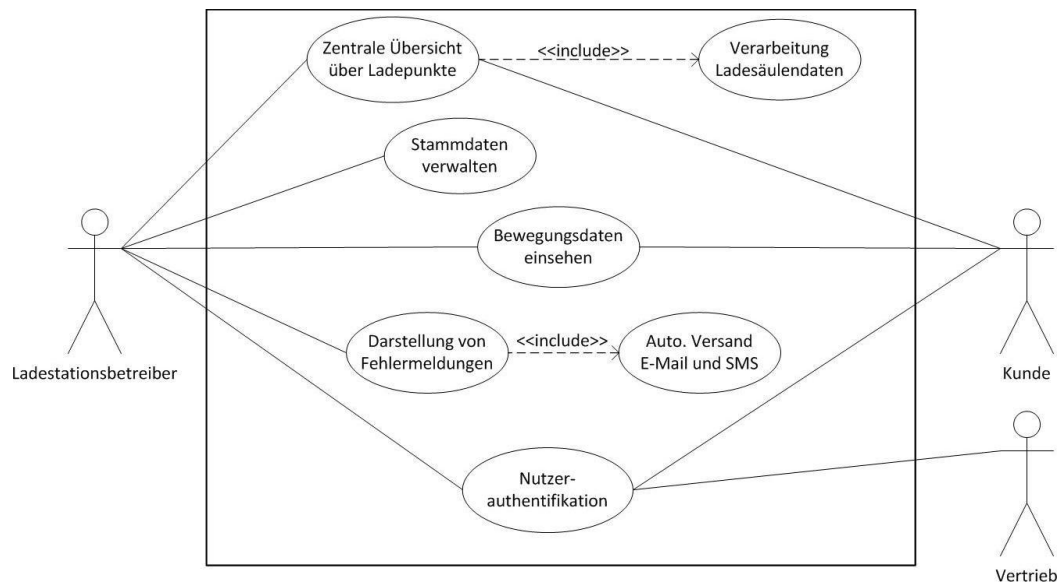 Zentrale Übersicht
über Ladepunkte
<<include>>
Verarbeitung
Ladesäulendaten
Stammdaten
verwalten
Bewegungsdaten
einsehen
Darstellung von
Fehlermeldungen
<<include>>
Auto. Versand
E-Mail und SMS
Ladestationsbetreiber
Kunde
Nutzer-
authentifikation
Vertrieb